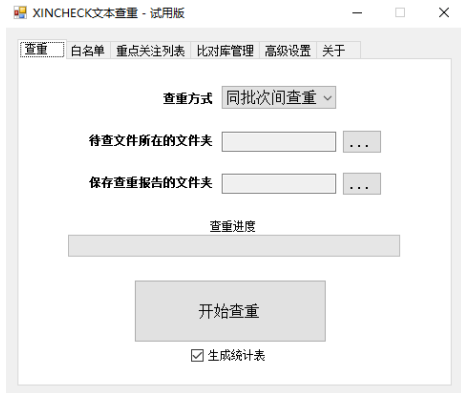 XINCHECK文本查重 - 试用版
查重 白名单 重点关注列表 比对库管理 高级设置 关于
查重方式 同批次间查重
待查文件所在的文件夹 ...
保存查重报告的文件夹 ...
查重进度
开始查重
生成统计表